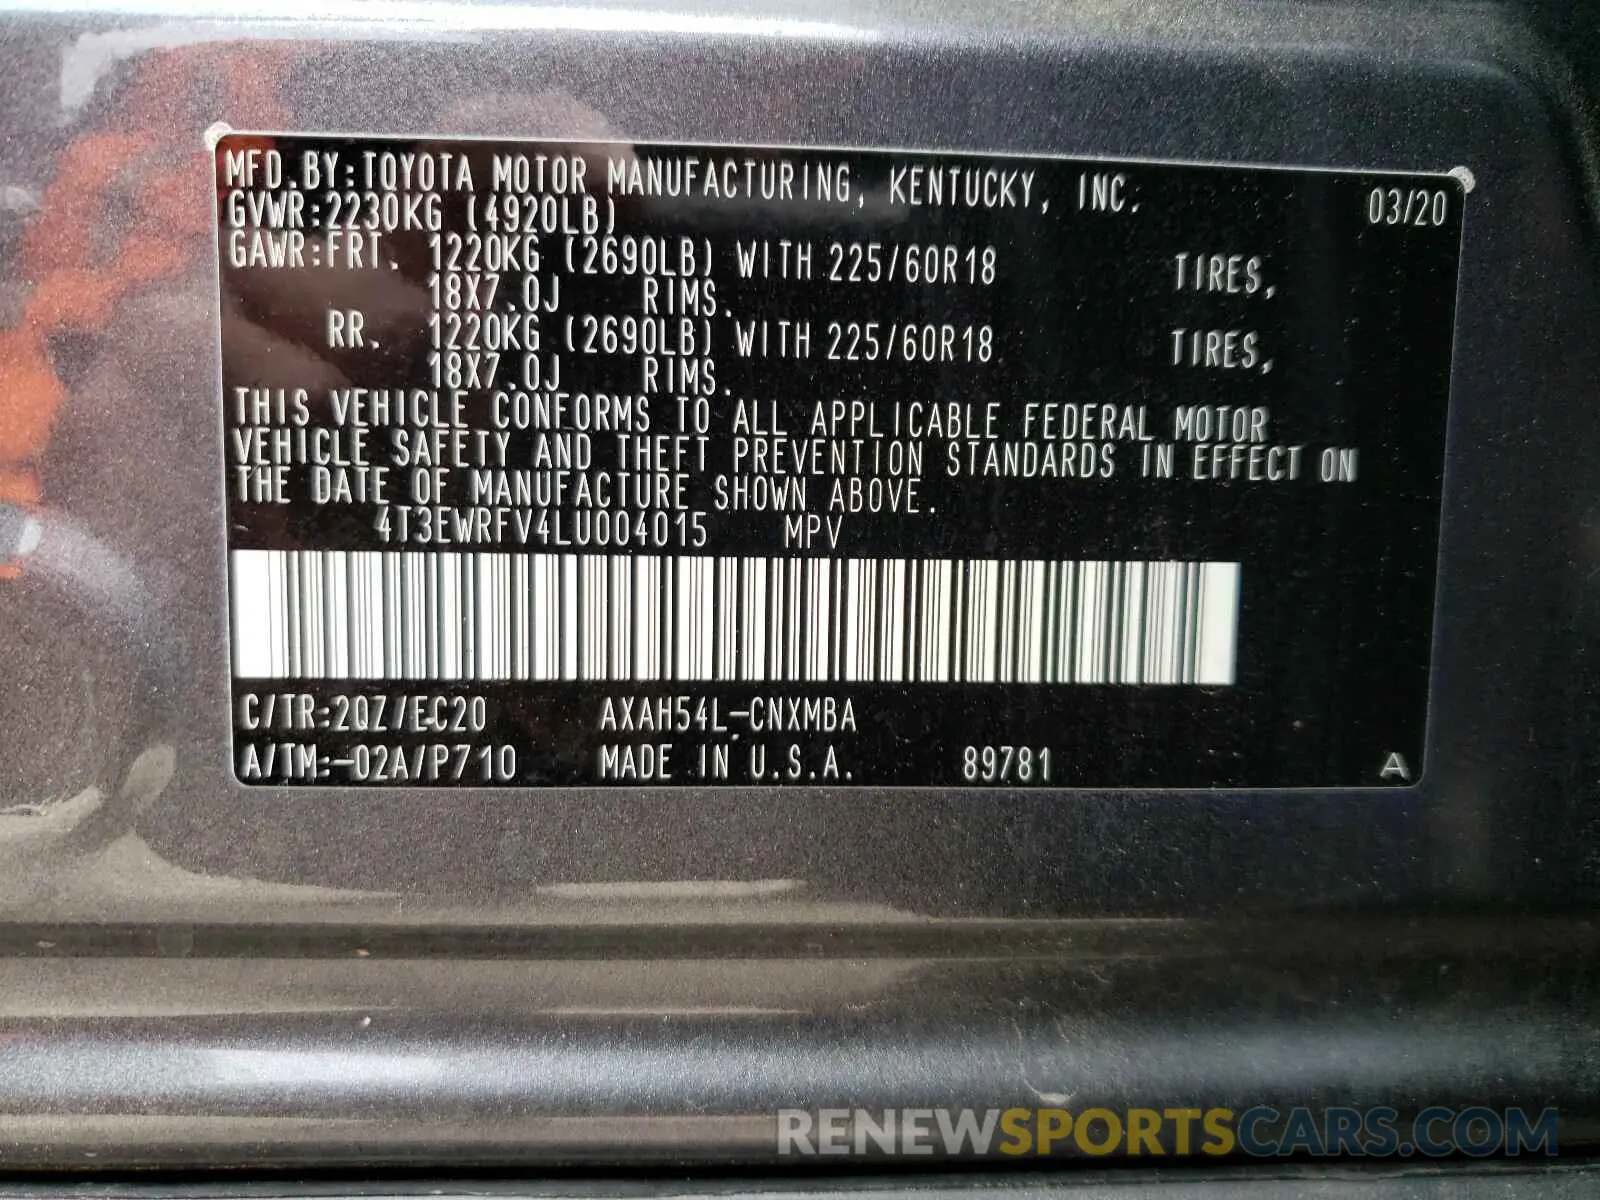 MFD.BY:TOYOTA MOTOR MANUFACTURING, KENTUCKY, INC. 03/20
GVWR:2230KG (4920LB)
GAWR:FRT. 1220KG (2690LB) WITH 225/60R18 TIRES,
18X7.0J RIMS.
RR. 1220KG (2690LB) WITH 225/60R18 TIRES,
18X7.0J RIMS.
THIS VEHICLE CONFORMS TO ALL APPLICABLE FEDERAL MOTOR
VEHICLE SAFETY AND THEFT PREVENTION STANDARDS IN EFFECT ON
THE DATE OF MANUFACTURE SHOWN ABOVE.
4T3EWRFV4LU004015 MPV
C/TR:2QZ/EC20 AXAH54L-CNXMBA
A/TM:-02A/P710 MADE IN U.S.A. 89781 A
RENEWSPORTSCARS.COM